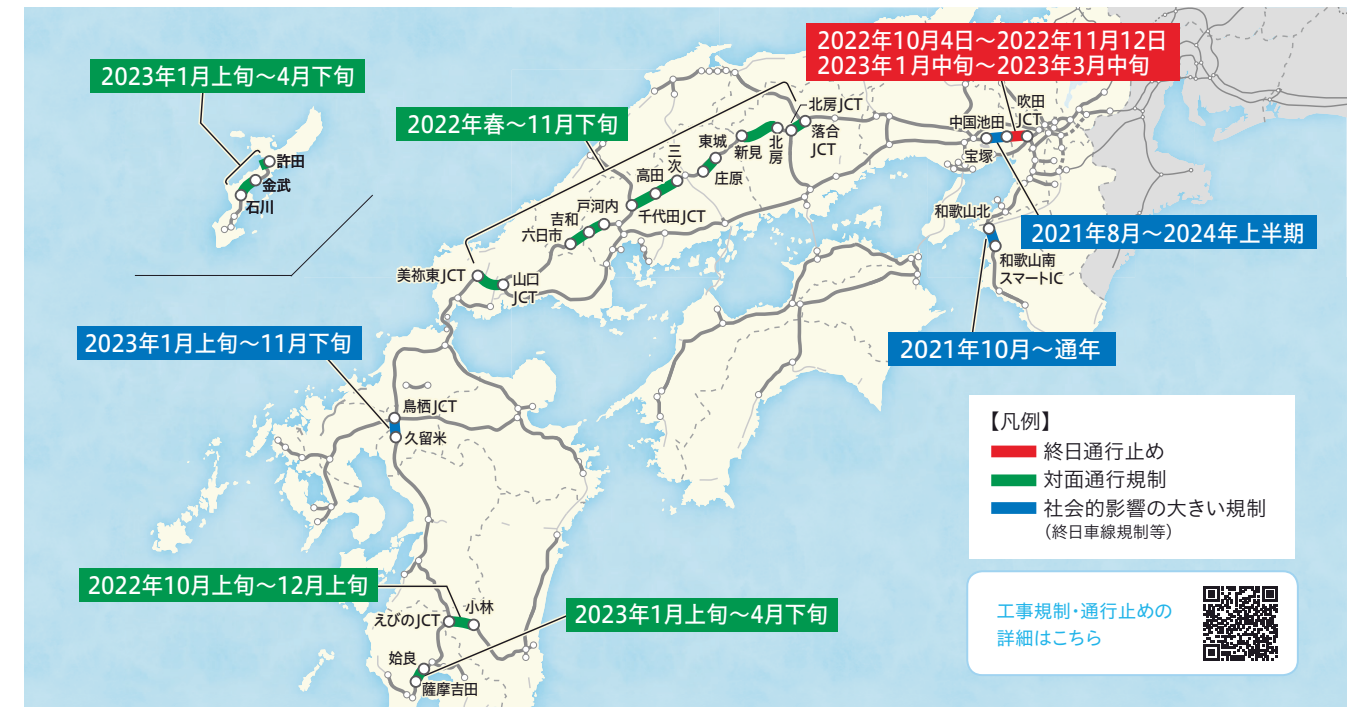 2022年10月4日～2022年11月12日
2023年1月中旬～2023年3月中旬
2023年1月上旬～4月下旬
2022年春～11月下旬
許田
金武
石川
北房JCT
落合
JCT
北房
新見
東城
庄原
三次
高田
千代田JCT
戸河内
吉和
六日市
美祢東JCT
山口
JCT
吹田
JCT
中国池田
宝塚
2021年8月～2024年上半期
和歌山北
和歌山南
スマートIC
2021年10月～通年
2023年1月上旬～11月下旬
鳥栖JCT
久留米
2022年10月上旬～12月上旬
えびのJCT
小林
2023年1月上旬～4月下旬
姶良
薩摩吉田
【凡例】
終日通行止め
対面通行規制
社会的影響の大きい規制
（終日車線規制等）
工事規制・通行止めの
詳細はこちら